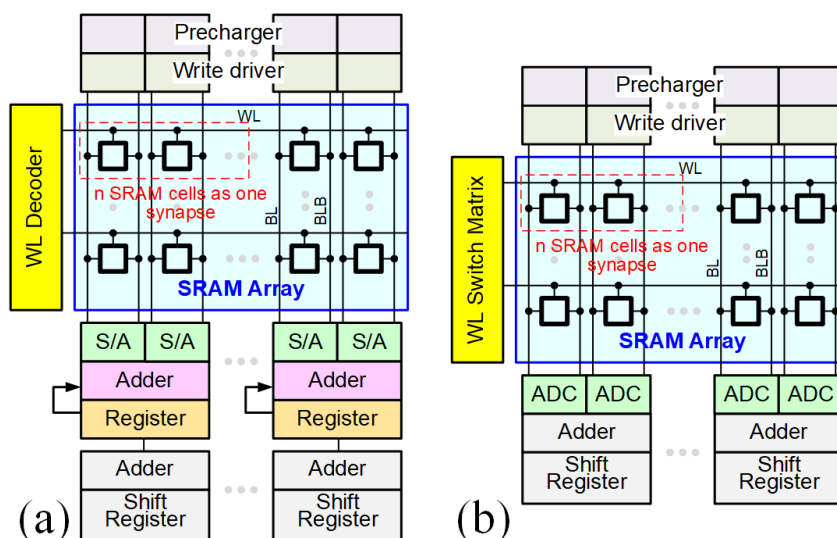 Precharger
Write driver
WL Decoder
WL
n SRAM cells as one
synapse
BL
BLB
SRAM Array
S/A
S/A
S/A
S/A
Adder
Adder
Register
Register
Adder
Adder
Shift
Register
Shift
Register
(a)
Precharger
Write driver
WL Switch Matrix
WL
n SRAM cells as one
synapse
BL
BLB
SRAM Array
ADC
ADC
ADC
ADC
Adder
Adder
Shift
Register
Shift
Register
(b)